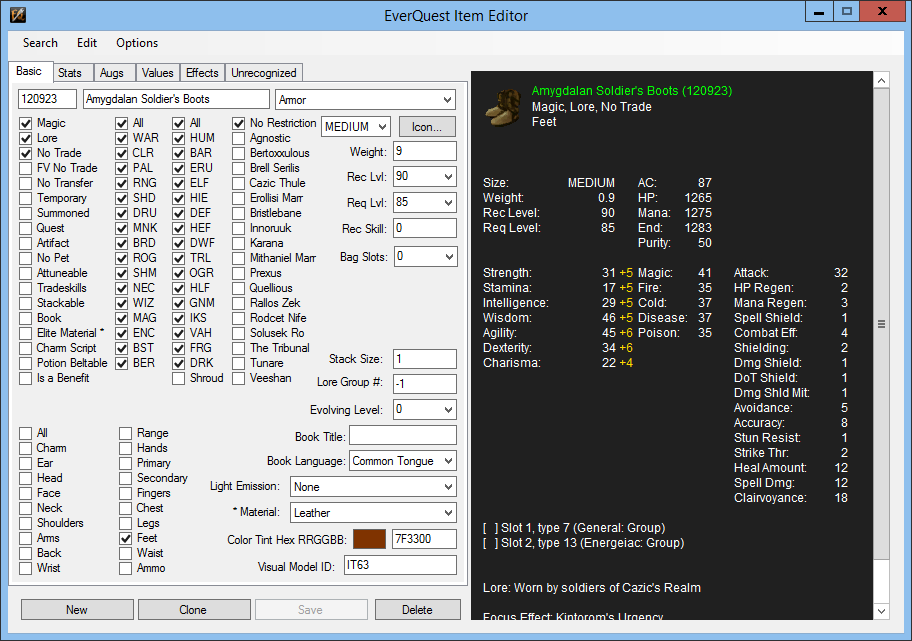 EverQuest Item Editor
Search Edit Options
Basic Stats Augs Values Effects Unrecognized
120923 Amygdalan Soldier's Boots Armor
Magic All All No Restriction MEDIUM Icon...
Lore WAR HUM Agnostic
No Trade CLR BAR Bertoxxulous Weight: 9
FV No Trade PAL ERU Brell Serilis
No Transfer RNG ELF Cazic Thule Rec Lvl: 90
Temporary SHD HIE Erollisi Marr
Summoned DRU DEF Bristlebane Req Lvl: 85
Quest MNK HEF Innoruuk Rec Skill: 0
Artifact BRD DWF Karana
No Pet ROG TRL Mithaniel Marr Bag Slots: 0
Attuneable SHM OGR Prexus
Tradeskills NEC HLF Quellious
Stackable WIZ GNM Rallos Zek
Book MAG IKS Rodcet Nife
Elite Material * ENC VAH Solusek Ro
Charm Script BST FRG The Tribunal
Potion Beltable BER DRK Tunare Stack Size: 1
Is a Benefit Shroud Veeshan Lore Group #: -1
Evolving Level: 0
All Range Book Title:
Charm Hands
Ear Primary Book Language: Common Tongue
Head Secondary
Face Fingers Light Emission: None
Neck Chest
Shoulders Legs * Material: Leather
Arms Feet Color Tint Hex RRGGBB: 7F3300
Back Waist
Wrist Ammo Visual Model ID: IT63
New Clone Save Delete
Amygdalan Soldier's Boots (120923)
Magic, Lore, No Trade
Feet
Size: MEDIUM AC: 87
Weight: 0.9 HP: 1265
Rec Level: 90 Mana: 1275
Req Level: 85 End: 1283
Purity: 50
Strength: 31 +5 Magic: 41 Attack: 32
Stamina: 17 +5 Fire: 35 HP Regen: 2
Intelligence: 29 +5 Cold: 37 Mana Regen: 3
Wisdom: 46 +5 Disease: 37 Spell Shield: 1
Agility: 45 +6 Poison: 35 Combat Eff: 4
Dexterity: 34 +6 Shielding: 2
Charisma: 22 +4 Dmg Shield: 1
DoT Shield: 1
Dmg Shld Mit: 1
Avoidance: 5
Accuracy: 8
Stun Resist: 1
Strike Thr: 2
Heal Amount: 12
Spell Dmg: 12
Clairvoyance: 18
[ ] Slot 1, type 7 (General: Group)
[ ] Slot 2, type 13 (Energeiac: Group)
Lore: Worn by soldiers of Cazic's Realm
Focus Effect: Kintorom's Urgency